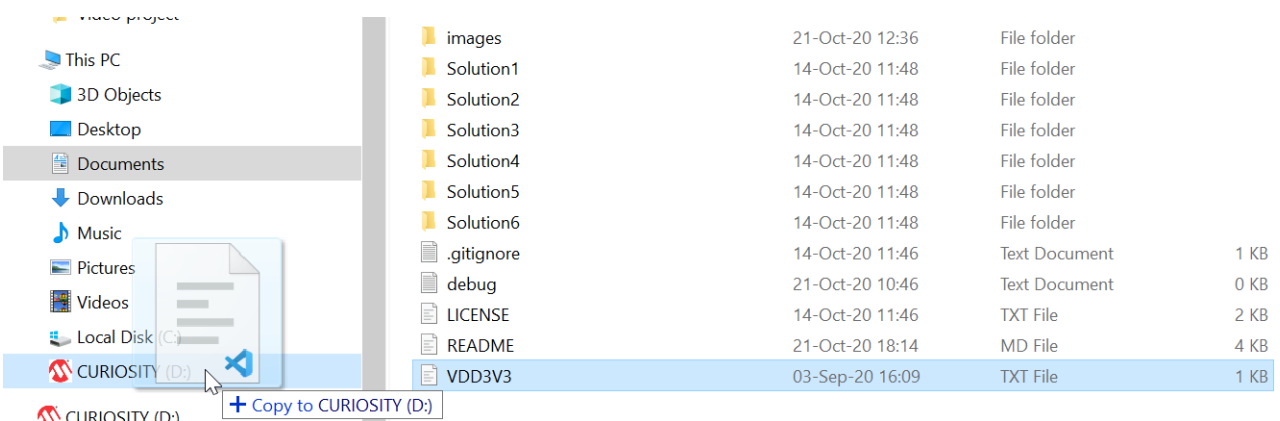 Video project
This PC
3D Objects
Desktop
Documents
Downloads
Music
Pictures
Videos
Local Disk (C:)
CURIOSITY (D:)
CURIOSITY (D:)
+ Copy to CURIOSITY (D:)
images 21-Oct-20 12:36 File folder
Solution1 14-Oct-20 11:48 File folder
Solution2 14-Oct-20 11:48 File folder
Solution3 14-Oct-20 11:48 File folder
Solution4 14-Oct-20 11:48 File folder
Solution5 14-Oct-20 11:48 File folder
Solution6 14-Oct-20 11:48 File folder
.gitignore 14-Oct-20 11:46 Text Document 1 KB
debug 21-Oct-20 10:46 Text Document 0 KB
LICENSE 14-Oct-20 11:46 TXT File 2 KB
README 21-Oct-20 18:14 MD File 4 KB
VDD3V3 03-Sep-20 16:09 TXT File 1 KB